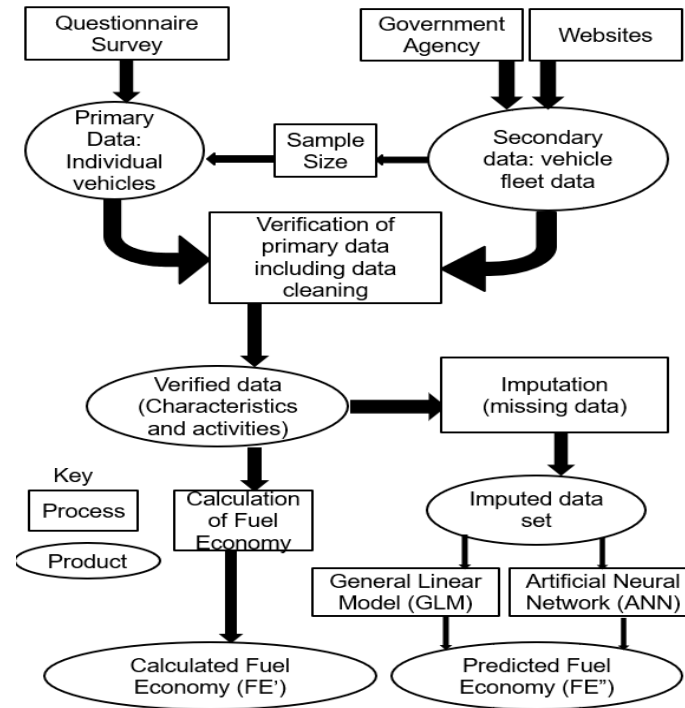 Questionnaire
Survey
Government
Agency
Websites
Primary
Data:
Individual
vehicles
Sample
Size
Secondary
data: vehicle
fleet data
Verification of
primary data
including data
cleaning
Verified data
(Characteristics
and activities)
Imputation
(missing data)
Key
Process
Product
Calculation
of Fuel
Economy
Imputed data
set
General Linear
Model (GLM)
Artificial Neural
Network (ANN)
Calculated Fuel
Economy (FE’)
Predicted Fuel
Economy (FE”)